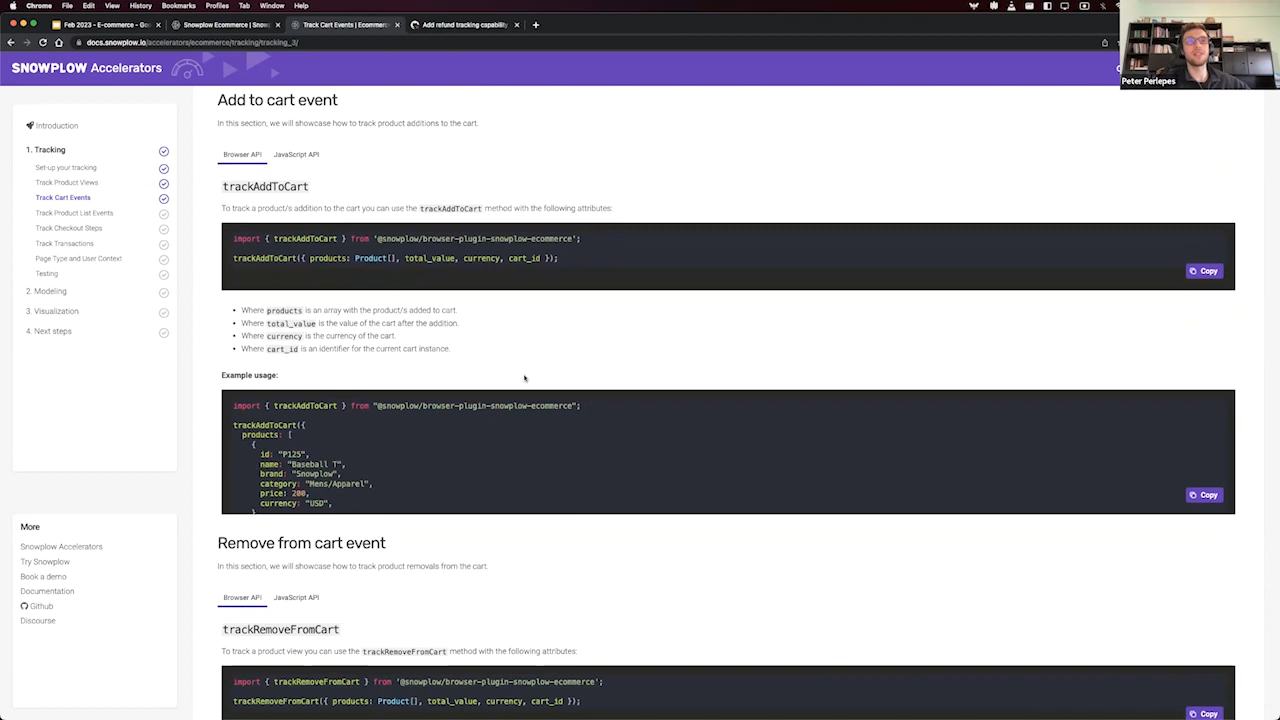 Chrome File Edit View History Bookmarks Profiles Tab Window Help
Feb 2023 - E-commerce - Go
Snowplow Ecommerce | Snow
Track Cart Events | Ecommer
Add refund tracking capability
docs.snowplow.io/accelerators/ecommerce/tracking/tracking_3/
Peter Perlepes
SNOWPLOW Accelerators
Introduction
1. Tracking
Set-up your tracking
Track Product Views
Track Cart Events
Track Product List Events
Track Checkout Steps
Track Transactions
Page Type and User Context
Testing
2. Modeling
3. Visualization
4. Next steps
More
Snowplow Accelerators
Try Snowplow
Book a demo
Documentation
Github
Discourse
Add to cart event
In this section, we will showcase how to track product additions to the cart.
Browser API JavaScript API
trackAddToCart
To track a product/s addition to the cart you can use the trackAddToCart method with the following attributes:
import { trackAddToCart } from '@snowplow/browser-plugin-snowplow-ecommerce';
trackAddToCart({ products: Product[], total_value, currency, cart_id });
Copy
Where products is an array with the product/s added to cart.
Where total_value is the value of the cart after the addition.
Where currency is the currency of the cart.
Where cart_id is an identifier for the current cart instance.
Example usage:
import { trackAddToCart } from "@snowplow/browser-plugin-snowplow-ecommerce";
trackAddToCart({
products: [
{
id: "P125",
name: "Baseball T",
brand: "Snowplow",
category: "Mens/Apparel",
price: 200,
currency: "USD",
}
Copy
Remove from cart event
In this section, we will showcase how to track product removals from the cart.
Browser API JavaScript API
trackRemoveFromCart
To track a product view you can use the trackRemoveFromCart method with the following attributes:
import { trackRemoveFromCart } from '@snowplow/browser-plugin-snowplow-ecommerce';
trackRemoveFromCart({ products: Product[], total_value, currency, cart_id });
Copy